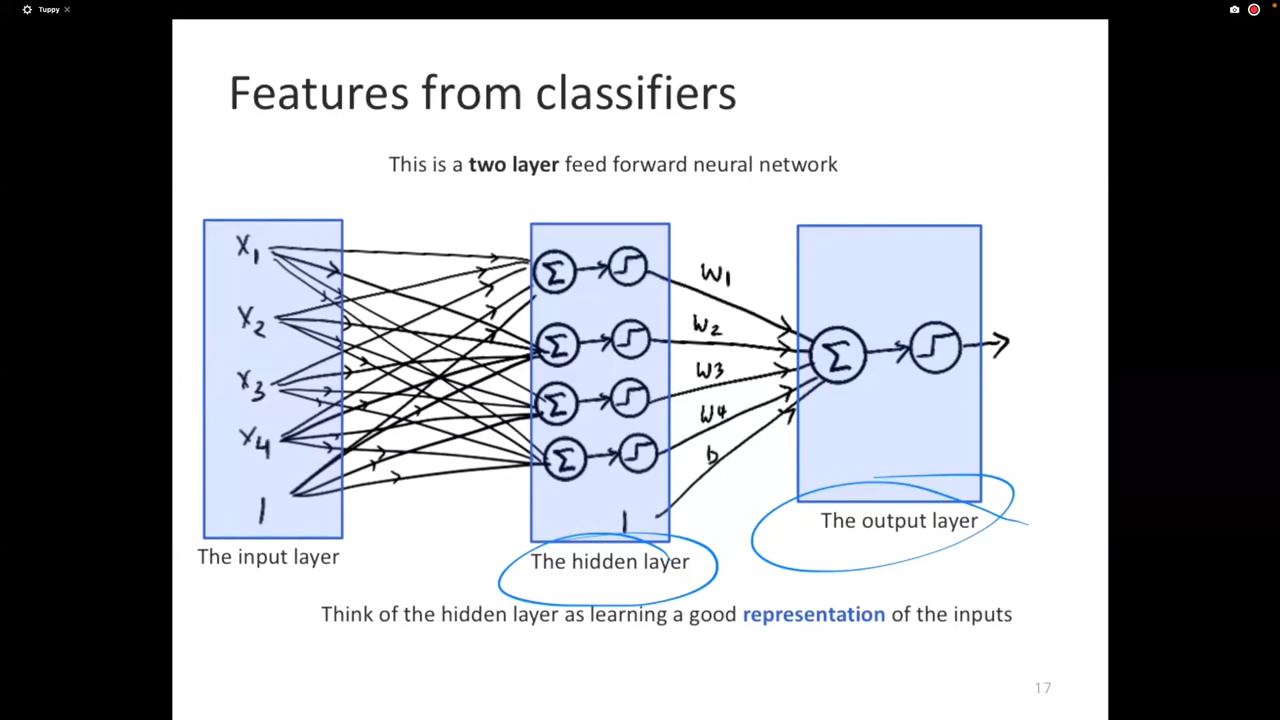 Tuppy
Features from classifiers
This is a two layer feed forward neural network
x1
x2
x3
x4
1
Σ
Σ
Σ
Σ
1
w1
w2
w3
w4
b
Σ
The input layer
The hidden layer
The output layer
Think of the hidden layer as learning a good representation of the inputs
17